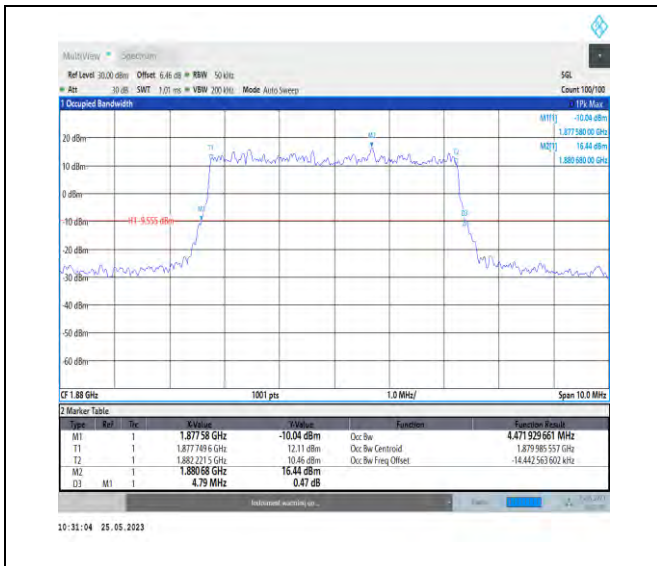 MultiView Spectrum
Ref Level 30.00 dBm Offset 6.46 dB RBW 50 kHz SGL
Att 30 dB SWT 1.01 ms VBW 200 kHz Mode Auto Sweep Count 100/100
1 Occupied Bandwidth 1Pk Max
M1[1] -10.04 dBm
1.877580 00 GHz
M2[1] 16.44 dBm
1.880 680 00 GHz
20 dBm
10 dBm
0 dBm
-10 dBm
H1 -9.555 dBm
-20 dBm
-30 dBm
-40 dBm
-50 dBm
-60 dBm
T1
T2
M1
D3
CF 1.88 GHz 1001 pts 1.0 MHz/ Span 10.0 MHz
2 Marker Table
Type Ref Trc X-Value Y-Value Function Function Result
M1 1 1.87758 GHz -10.04 dBm Occ Bw 4.471 929 661 MHz
T1 1 1.877 749 6 GHz 12.11 dBm Occ Bw Centroid 1.879 985 557 GHz
T2 1 1.882 221 5 GHz 10.46 dBm Occ Bw Freq Offset -14.442 563 602 kHz
M2 1 1.88068 GHz 16.44 dBm
D3 M1 1 4.79 MHz 0.47 dB
Instrument warming up...
10:31:04 25.05.2023